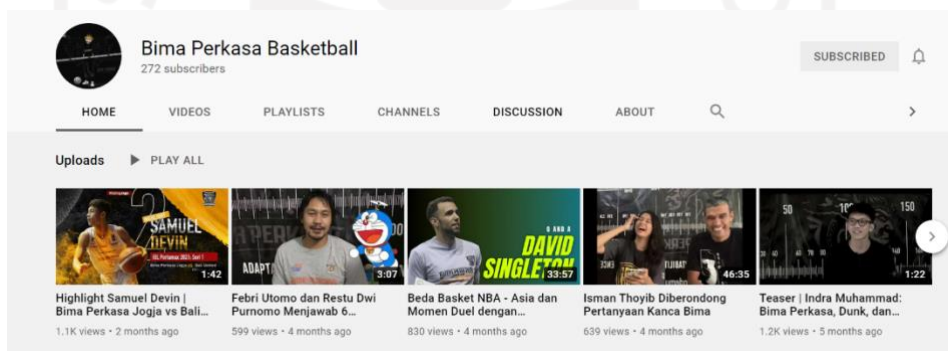 Bima Perkasa Basketball
272 subscribers
SUBSCRIBED
HOME VIDEOS PLAYLISTS CHANNELS DISCUSSION ABOUT
Uploads PLAY ALL
2
SAMUEL
DEVIN
1:42
ADAPT
3:07
Q AND A
DAVID
SINGLETON
33:57
46:35
50 100 150
1:22
Highlight Samuel Devin |
Bima Perkasa Jogja vs Bali...
1.1K views • 2 months ago
Febri Utomo dan Restu Dwi
Purnomo Menjawab 6...
599 views • 4 months ago
Beda Basket NBA - Asia dan
Momen Duel dengan...
830 views • 4 months ago
Isman Thoyib Diberondong
Pertanyaan Kanca Bima
639 views • 4 months ago
Teaser | Indra Muhammad:
Bima Perkasa, Dunk, dan...
1.2K views • 5 months ago